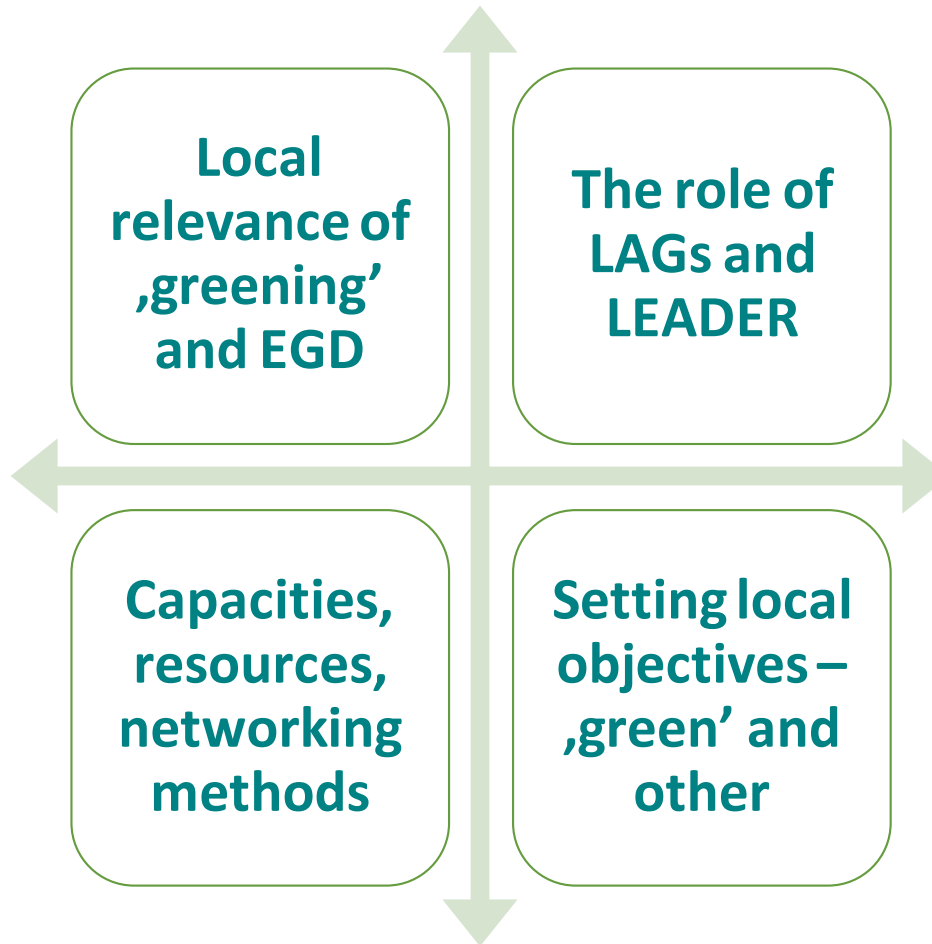 Local
relevance of
‚greening’
and EGD
The role of
LAGs and
LEADER
Capacities,
resources,
networking
methods
Setting local
objectives –
‚green’ and
other